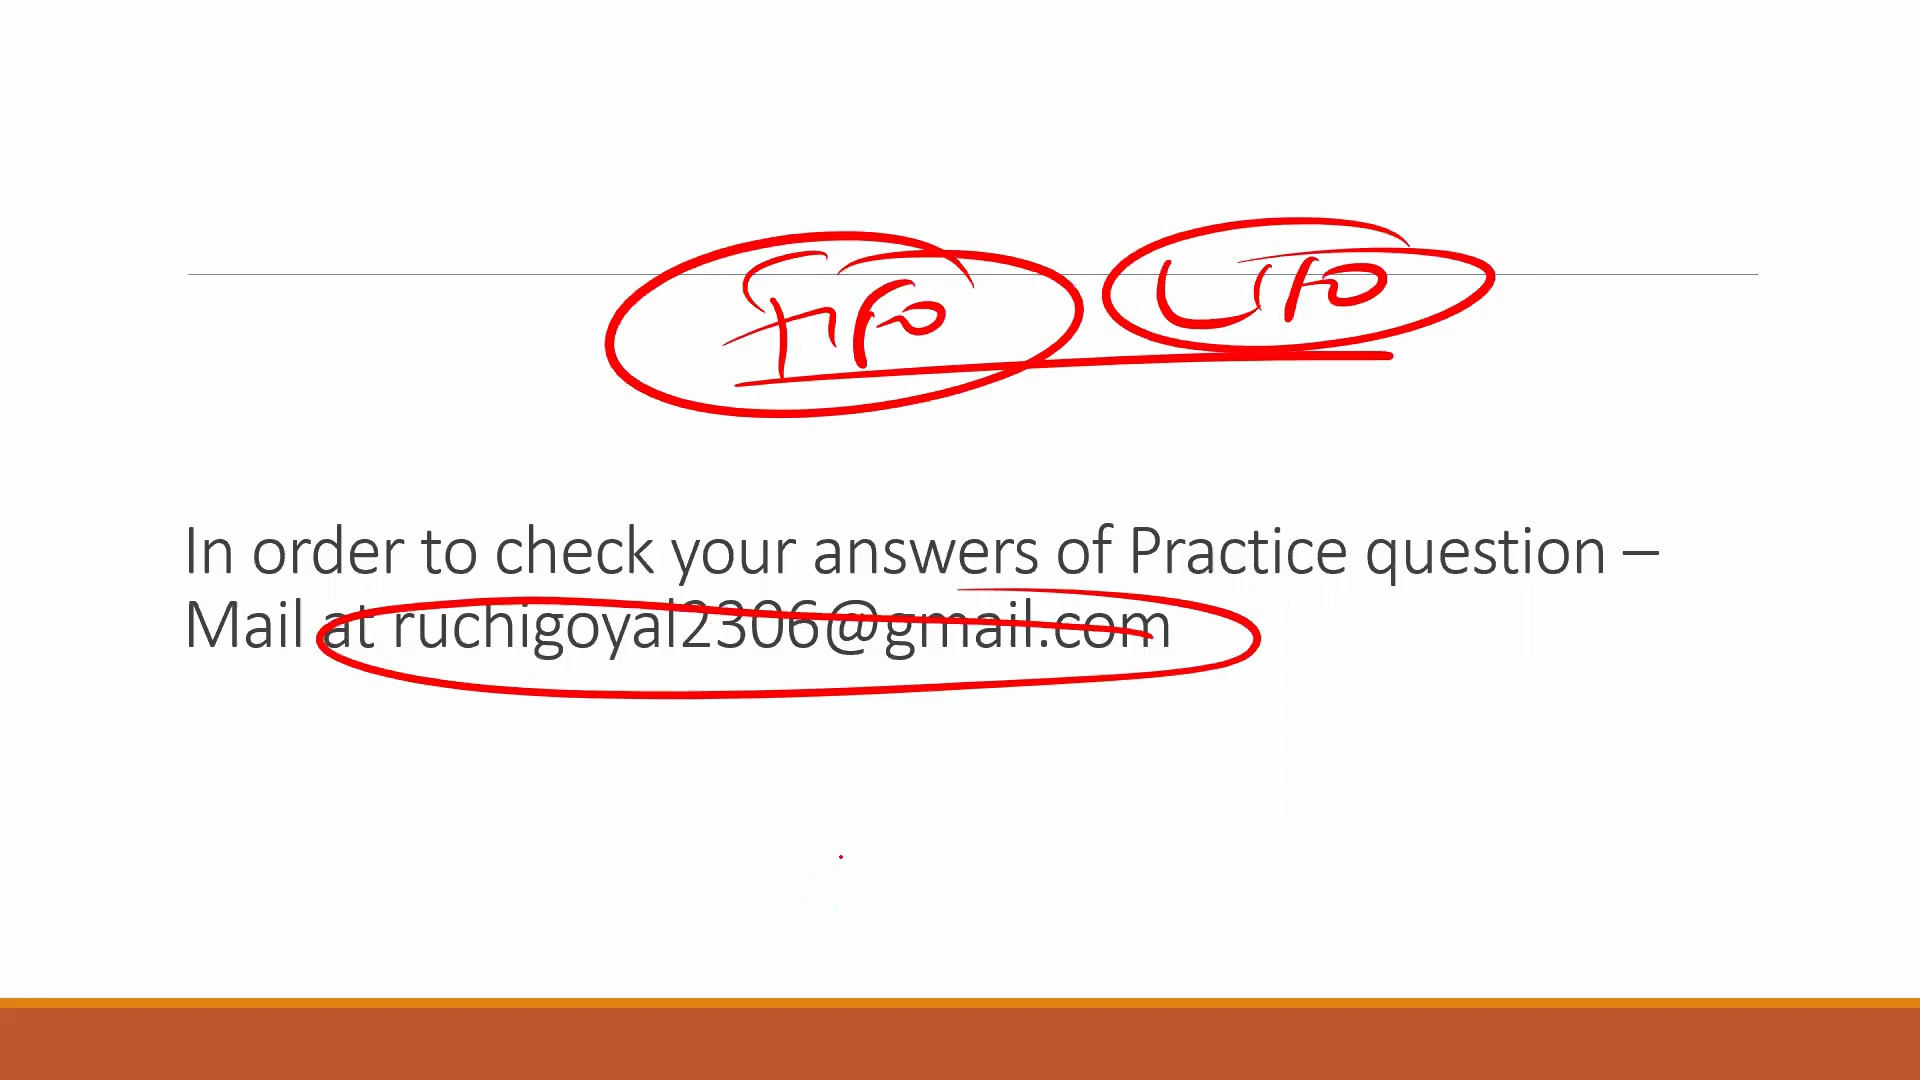 FIFO LIFO
In order to check your answers of Practice question –
Mail at ruchigoyal2306@gmail.com